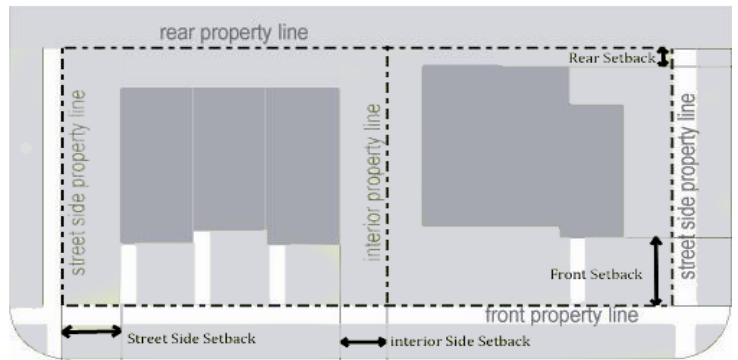 rear property line
Rear Setback
street side property line
interior property line
street side property line
Front Setback
front property line
Street Side Setback
interior Side Setback